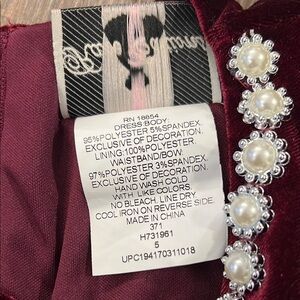 RN 18654
DRESS:BODY:
95%POLYESTER 5%SPANDEX
EXCLUSIVE OF DECORATION.
LINING:100%POLYESTER
WAISTBAND/BOW:
97%POLYESTER 3%SPANDEX.
EXCLUSIVE OF DECORATION.
HAND WASH COLD
WITH LIKE COLORS.
NO BLEACH. LINE DRY.
COOL IRON ON REVERSE SIDE
MADE IN CHINA
371
H731961
5
UPC194170311018